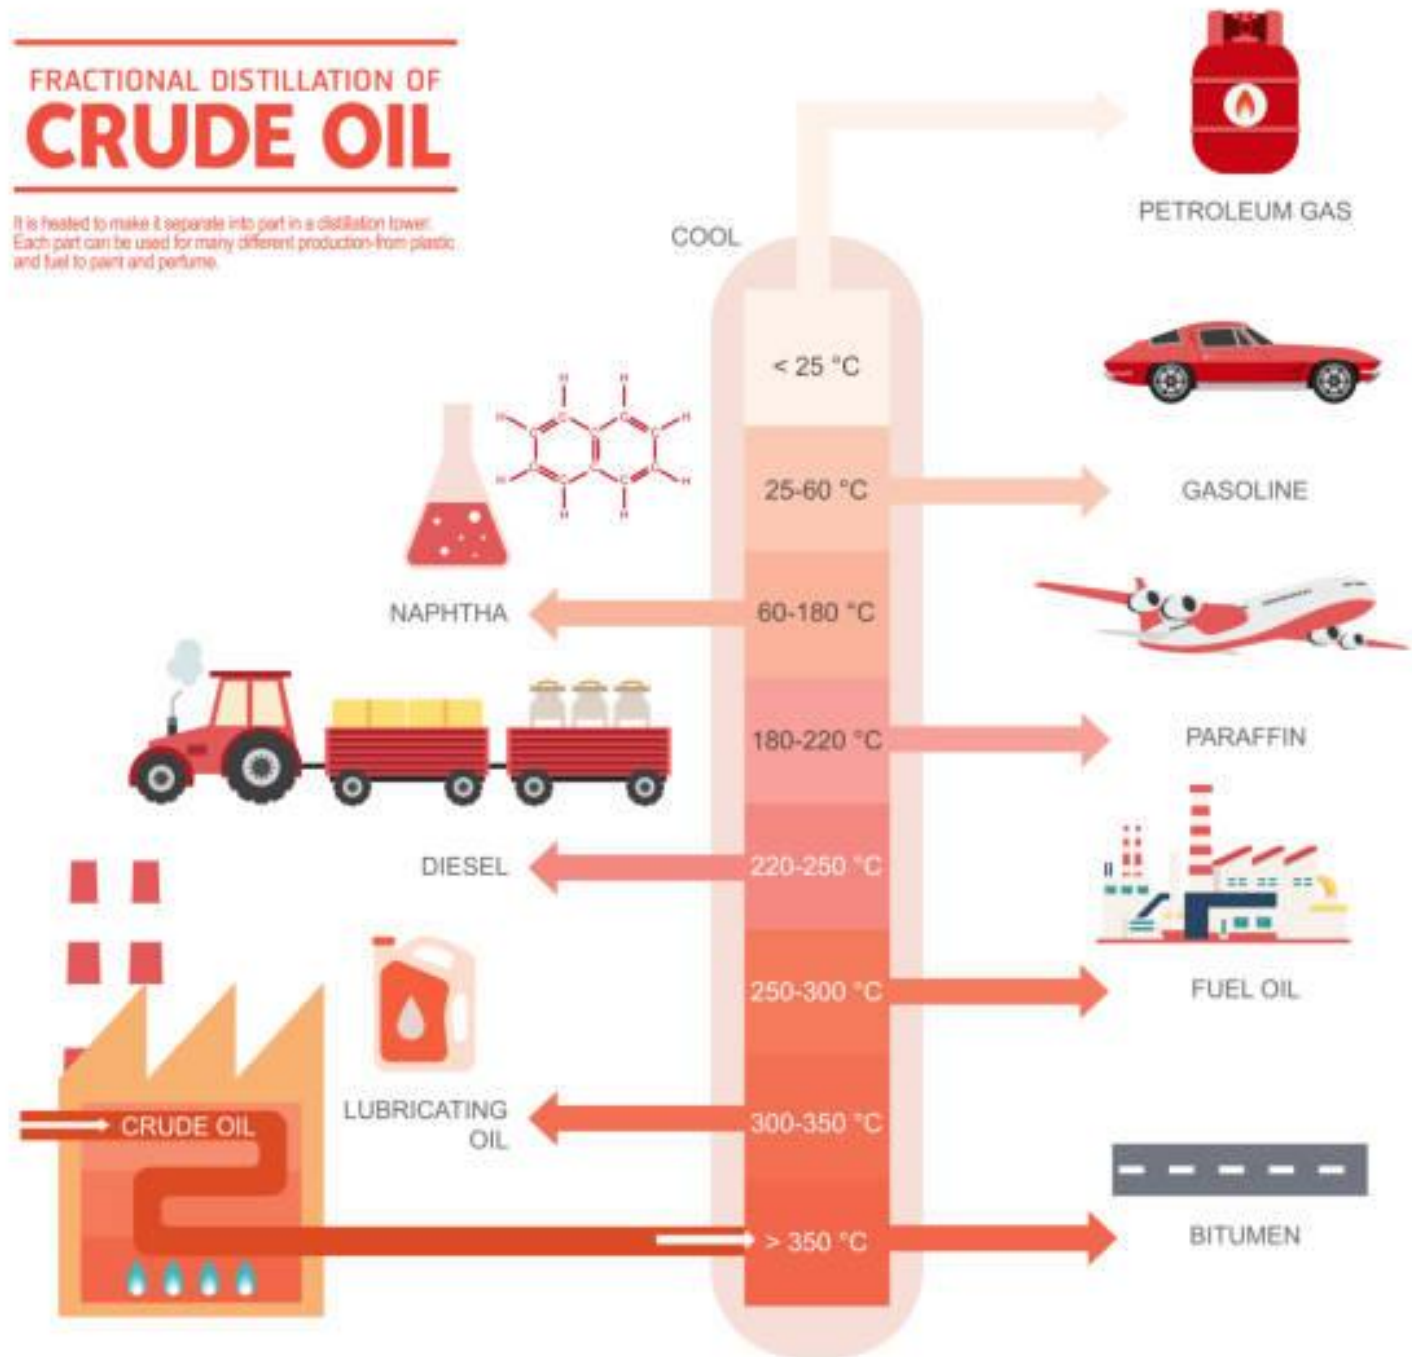 FRACTIONAL DISTILLATION OF
CRUDE OIL
It is heated to make it separate into part in a distillation tower.
Each part can be used for many different production-from plastic
and fuel to paint and perfume.
COOL
PETROLEUM GAS
< 25 °C
25-60 °C
GASOLINE
NAPHTHA
60-180 °C
180-220 °C
PARAFFIN
DIESEL
220-250 °C
250-300 °C
FUEL OIL
LUBRICATING
OIL
300-350 °C
CRUDE OIL
> 350 °C
BITUMEN